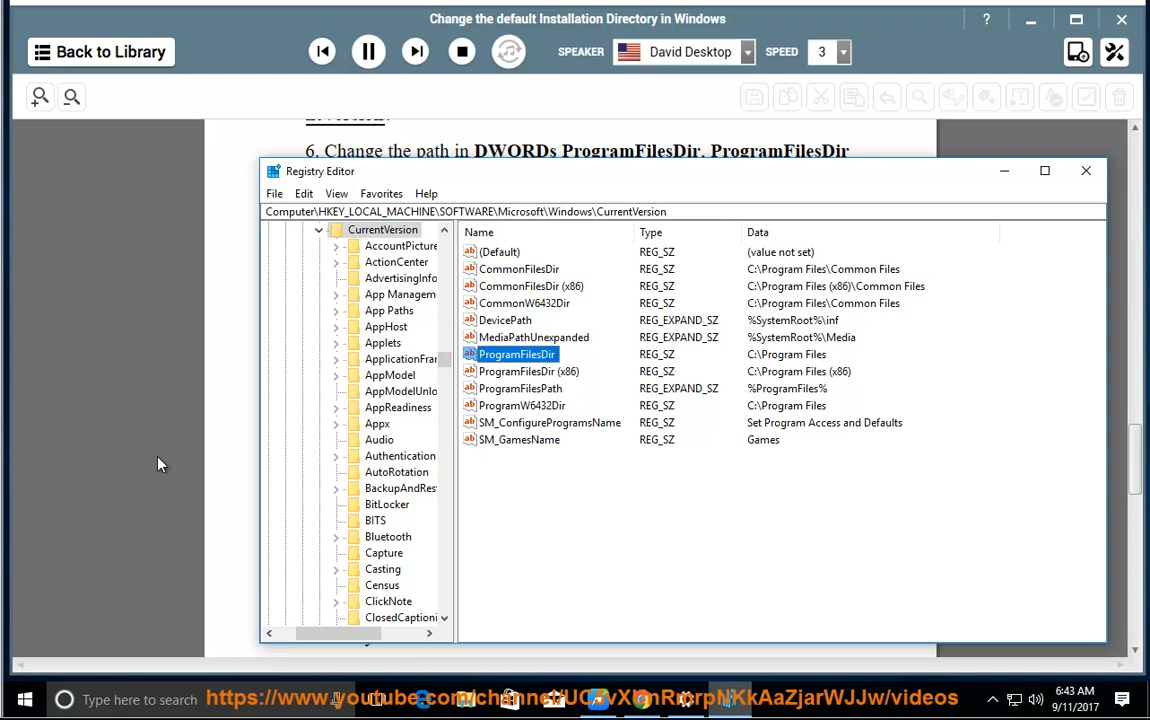 Change the default Installation Directory in Windows
?
Back to Library
SPEAKER
David Desktop
SPEED
3
6. Change the path in DWORDs ProgramFilesDir, ProgramFilesDir
Registry Editor
File Edit View Favorites Help
Computer\HKEY_LOCAL_MACHINE\SOFTWARE\Microsoft\Windows\CurrentVersion
CurrentVersion
AccountPicture
ActionCenter
AdvertisingInfo
App Managem
App Paths
AppHost
Applets
ApplicationFrar
AppModel
AppModelUnlo
AppReadiness
Appx
Audio
Authentication
AutoRotation
BackupAndRes
BitLocker
BITS
Bluetooth
Capture
Casting
Census
ClickNote
ClosedCaptioni
Name Type Data
(Default) REG_SZ (value not set)
CommonFilesDir REG_SZ C:\Program Files\Common Files
CommonFilesDir (x86) REG_SZ C:\Program Files (x86)\Common Files
CommonW6432Dir REG_SZ C:\Program Files\Common Files
DevicePath REG_EXPAND_SZ %SystemRoot%\inf
MediaPathUnexpanded REG_EXPAND_SZ %SystemRoot%\Media
ProgramFilesDir REG_SZ C:\Program Files
ProgramFilesDir (x86) REG_SZ C:\Program Files (x86)
ProgramFilesPath REG_EXPAND_SZ %ProgramFiles%
ProgramW6432Dir REG_SZ C:\Program Files
SM_ConfigureProgramsName REG_SZ Set Program Access and Defaults
SM_GamesName REG_SZ Games
Type here to search
6:43 AM
9/11/2017